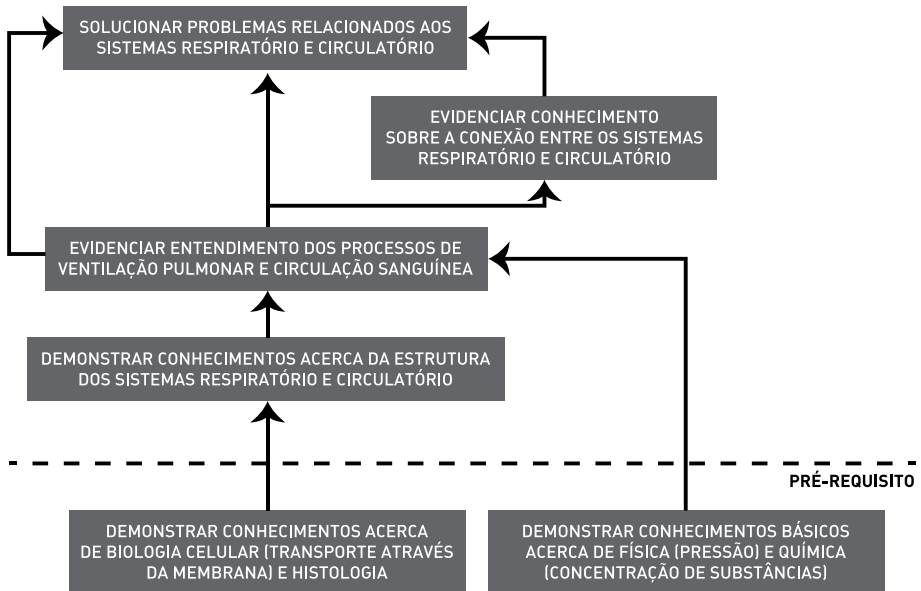 SOLUCIONAR PROBLEMAS RELACIONADOS AOS
SISTEMAS RESPIRATÓRIO E CIRCULATÓRIO
EVIDENCIAR CONHECIMENTO
SOBRE A CONEXÃO ENTRE OS SISTEMAS
RESPIRATÓRIO E CIRCULATÓRIO
EVIDENCIAR ENTENDIMENTO DOS PROCESSOS DE
VENTILAÇÃO PULMONAR E CIRCULAÇÃO SANGUÍNEA
DEMONSTRAR CONHECIMENTOS ACERCA DA ESTRUTURA
DOS SISTEMAS RESPIRATÓRIO E CIRCULATÓRIO
PRÉ-REQUISITO
DEMONSTRAR CONHECIMENTOS ACERCA
DE BIOLOGIA CELULAR (TRANSPORTE ATRAVÉS
DA MEMBRANA) E HISTOLOGIA
DEMONSTRAR CONHECIMENTOS BÁSICOS
ACERCA DE FÍSICA (PRESSÃO) E QUÍMICA
(CONCENTRAÇÃO DE SUBSTÂNCIAS)